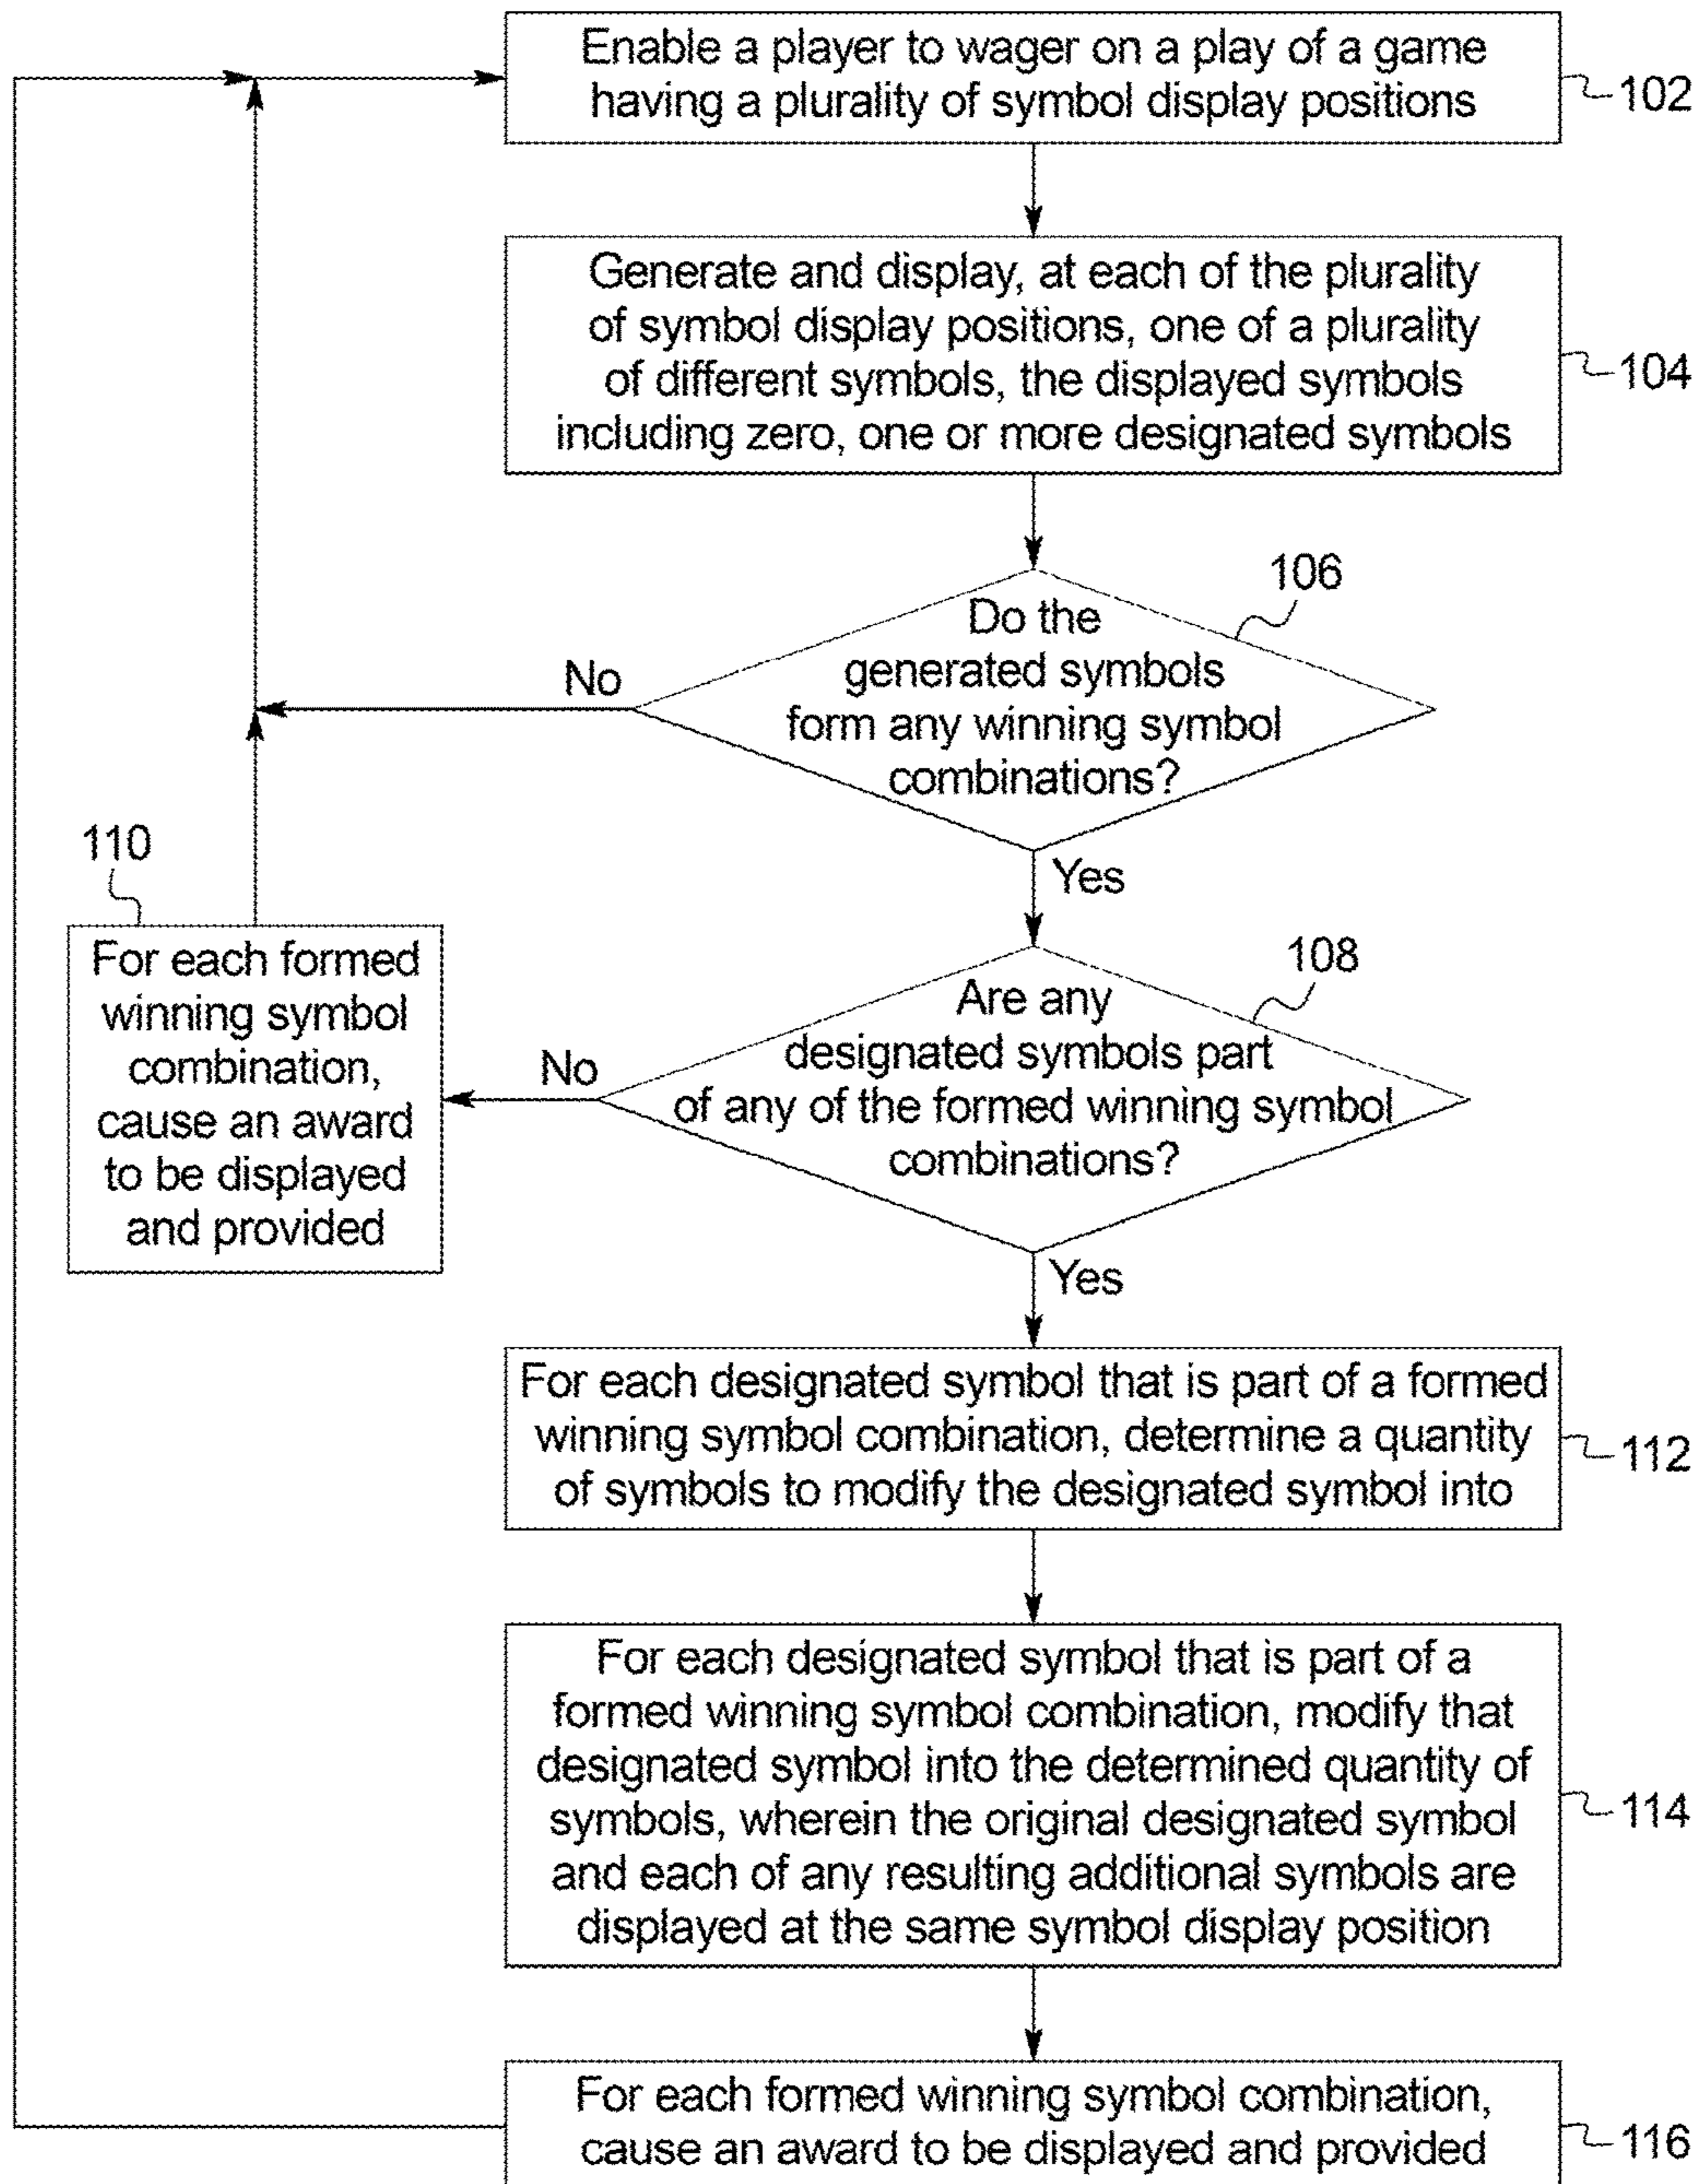 Enable a player to wager on a play of a game
having a plurality of symbol display positions
102
Generate and display, at each of the plurality
of symbol display positions, one of a plurality
of different symbols, the displayed symbols
including zero, one or more designated symbols
104
106
Do the
generated symbols
form any winning symbol
combinations?
No
Yes
110
For each formed
winning symbol
combination,
cause an award
to be displayed
and provided
108
Are any
designated symbols part
of any of the formed winning symbol
combinations?
No
Yes
For each designated symbol that is part of a formed
winning symbol combination, determine a quantity
of symbols to modify the designated symbol into
112
For each designated symbol that is part of a
formed winning symbol combination, modify that
designated symbol into the determined quantity of
symbols, wherein the original designated symbol
and each of any resulting additional symbols are
displayed at the same symbol display position
114
For each formed winning symbol combination,
cause an award to be displayed and provided
116